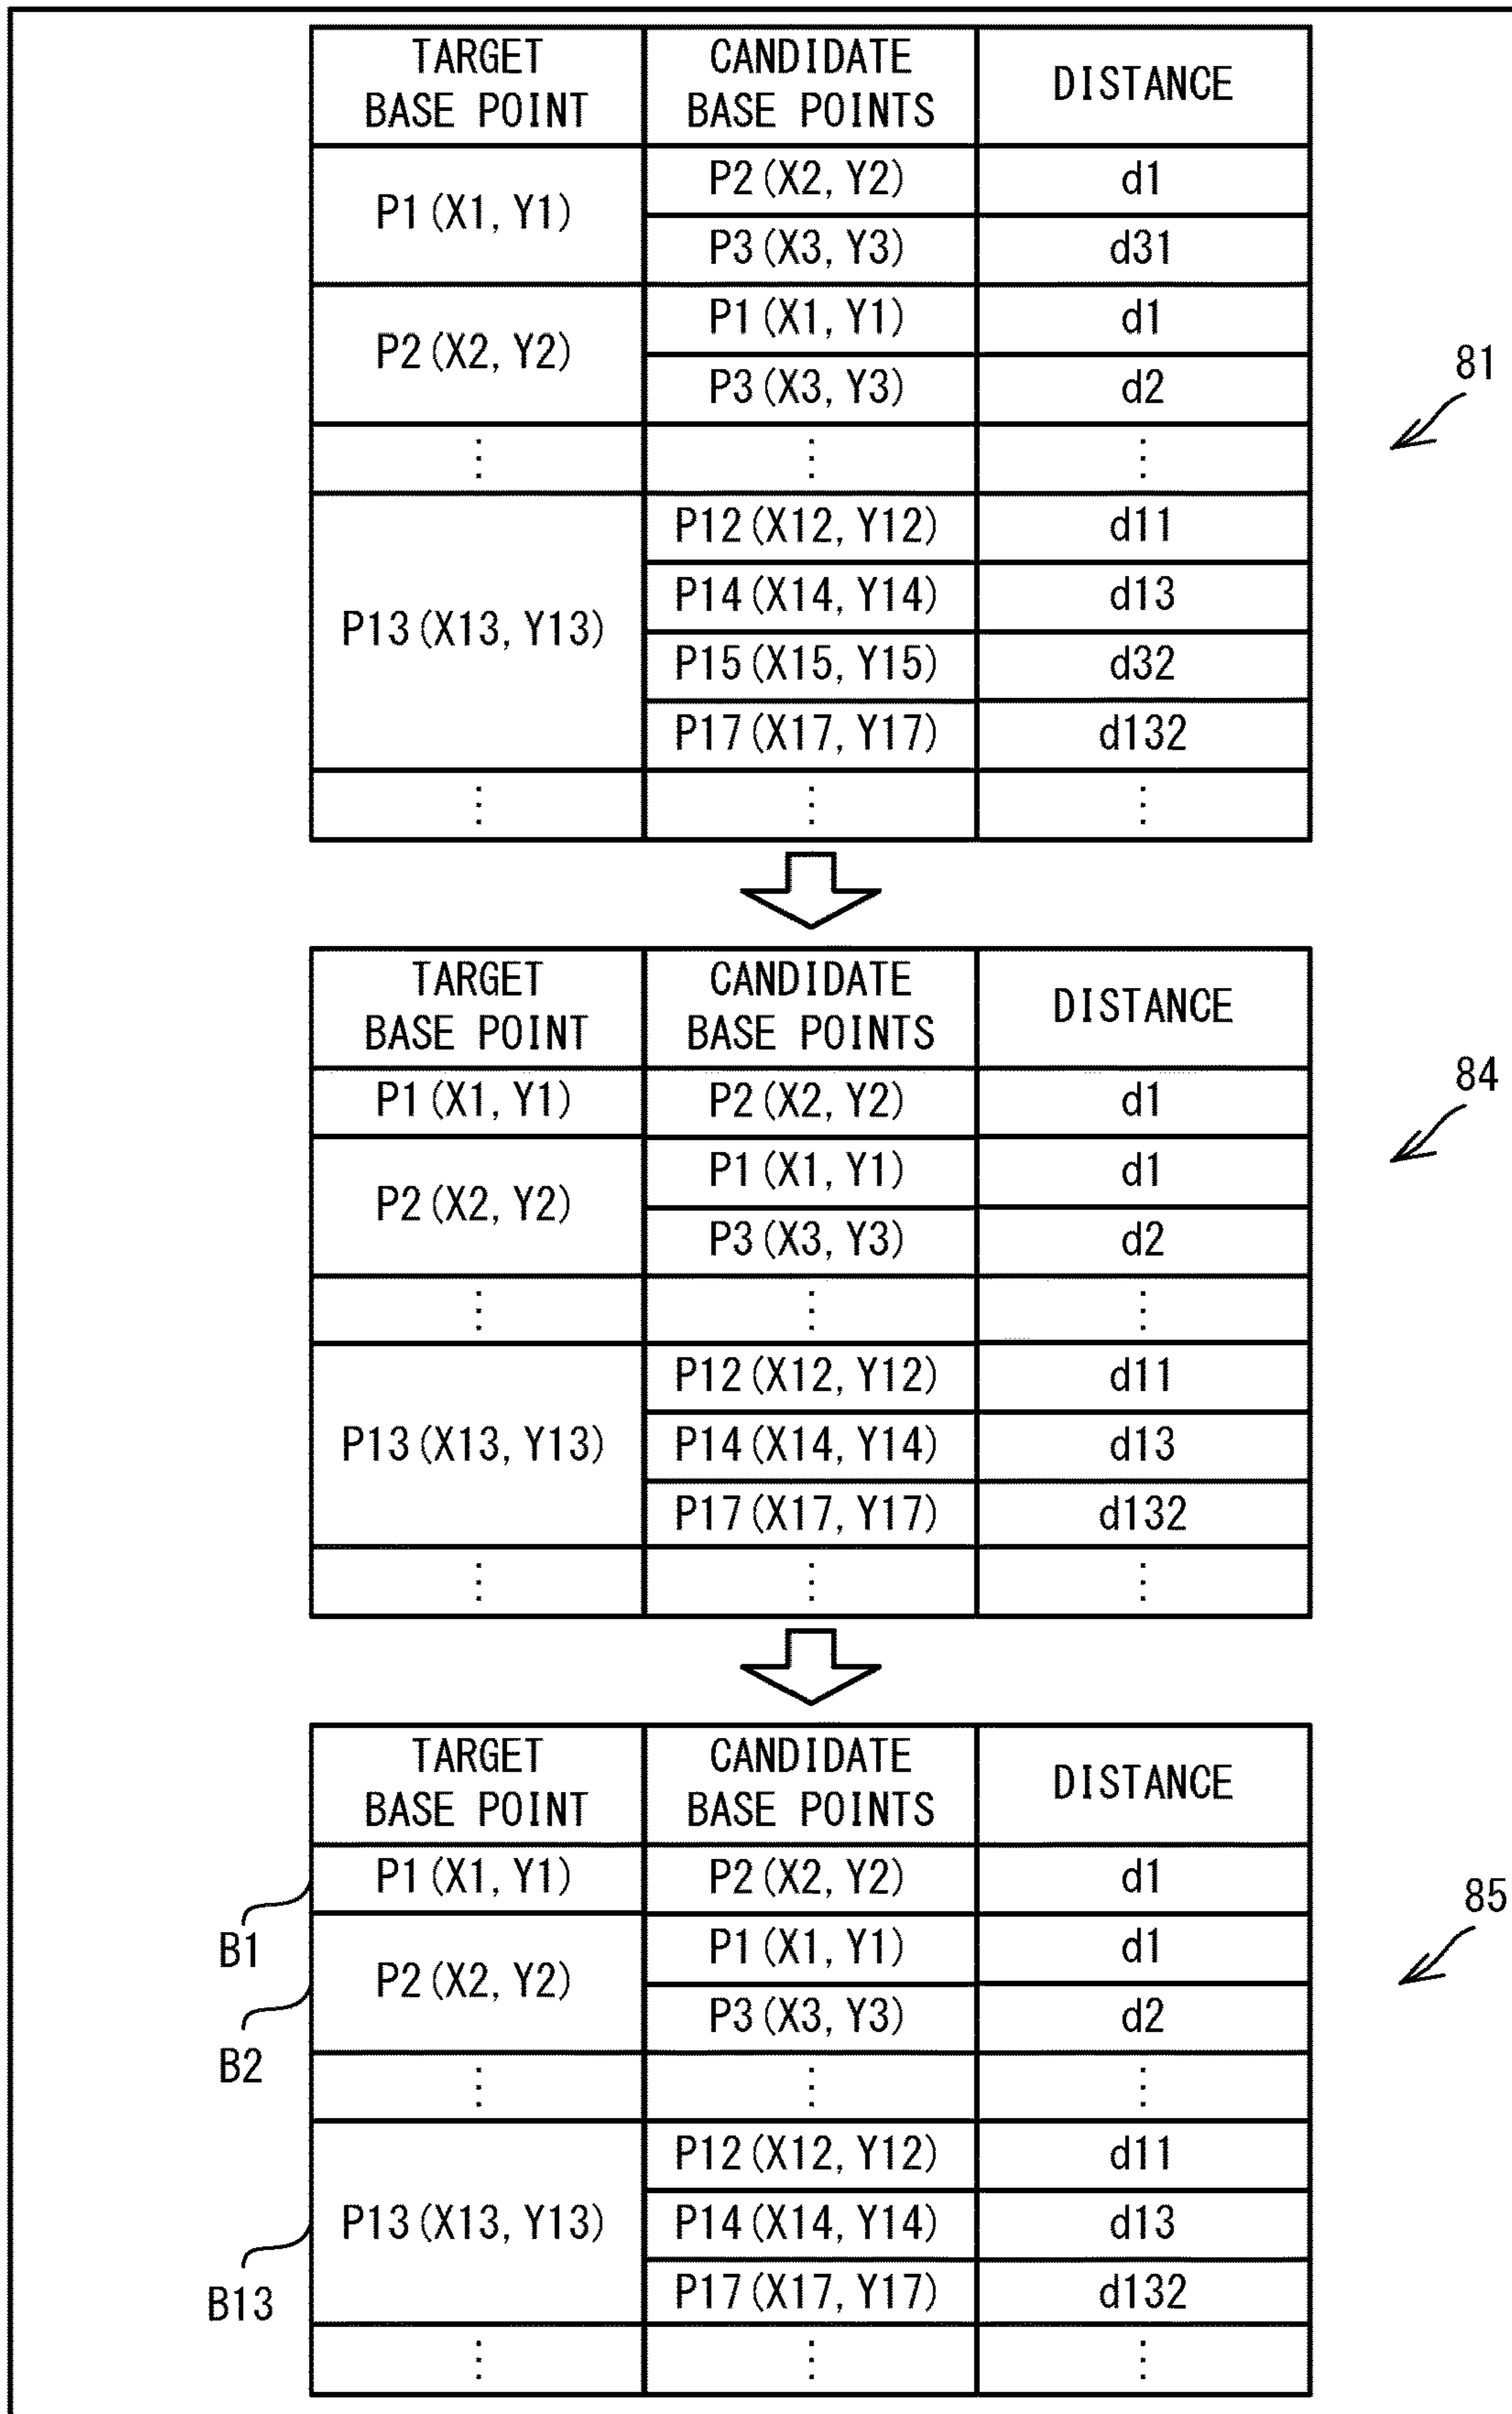 TARGET BASE POINT CANDIDATE BASE POINTS DISTANCE
P1(X1, Y1) P2(X2, Y2) d1
P3(X3, Y3) d31
P2(X2, Y2) P1(X1, Y1) d1
P3(X3, Y3) d2
⋮ ⋮ ⋮
P13(X13, Y13) P12(X12, Y12) d11
P14(X14, Y14) d13
P15(X15, Y15) d32
P17(X17, Y17) d132
⋮ ⋮ ⋮
81
TARGET BASE POINT CANDIDATE BASE POINTS DISTANCE
P1(X1, Y1) P2(X2, Y2) d1
P2(X2, Y2) P1(X1, Y1) d1
P3(X3, Y3) d2
⋮ ⋮ ⋮
P13(X13, Y13) P12(X12, Y12) d11
P14(X14, Y14) d13
P17(X17, Y17) d132
⋮ ⋮ ⋮
84
TARGET BASE POINT CANDIDATE BASE POINTS DISTANCE
P1(X1, Y1) P2(X2, Y2) d1
B1
P2(X2, Y2) P1(X1, Y1) d1
P3(X3, Y3) d2
B2
⋮ ⋮ ⋮
P13(X13, Y13) P12(X12, Y12) d11
P14(X14, Y14) d13
P17(X17, Y17) d132
B13
⋮ ⋮ ⋮
85